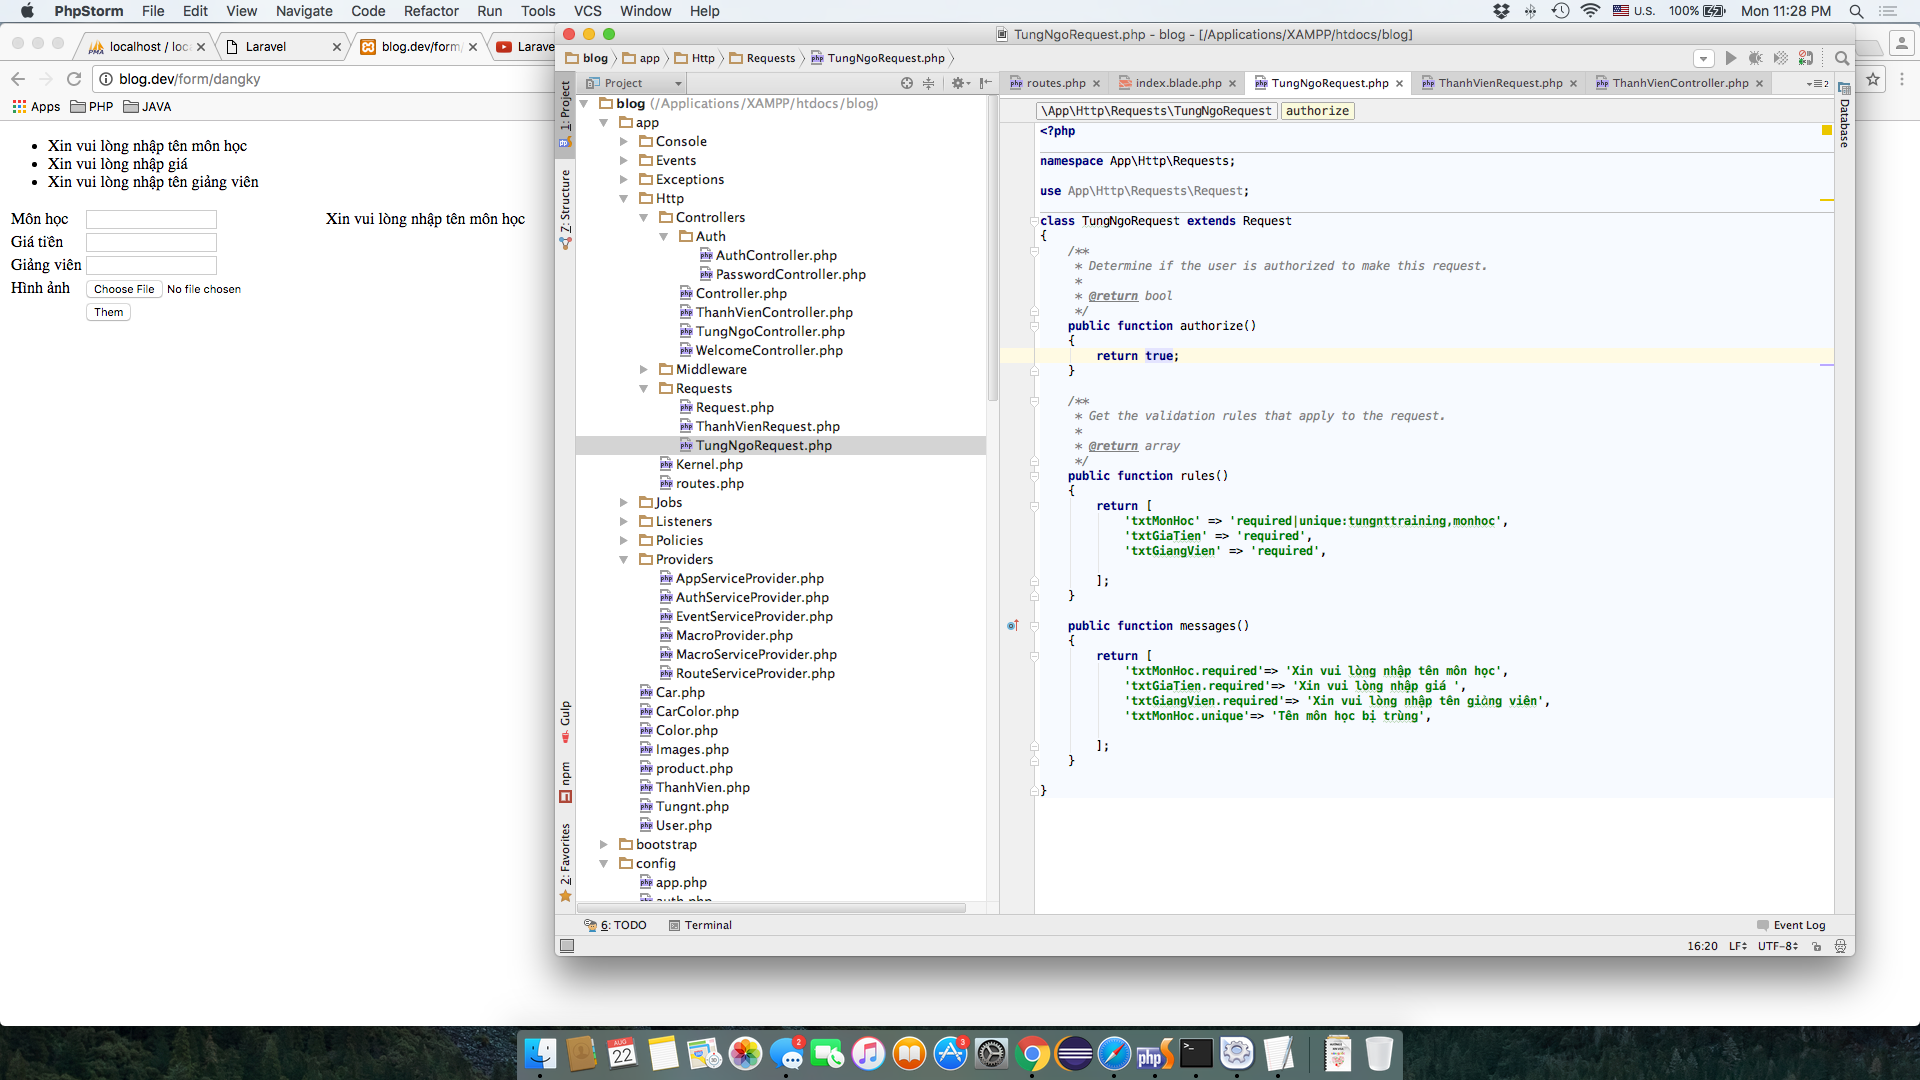 PhpStorm File Edit View Navigate Code Refactor Run Tools VCS Window Help
U.S. 100% Mon 11:28 PM
localhost / loc
Laravel
blog.dev/form
Larave
blog.dev/form/dangky
Apps PHP JAVA
Xin vui lòng nhập tên môn học
Xin vui lòng nhập giá
Xin vui lòng nhập tên giảng viên
Môn học
Xin vui lòng nhập tên môn học
Giá tiền
Giảng viên
Hình ảnh Choose File No file chosen
Them
TungNgoRequest.php - blog - [/Applications/XAMPP/htdocs/blog]
blog app Http Requests TungNgoRequest.php
1: Project
7: Structure
Gulp
npm
2: Favorites
Project
blog (/Applications/XAMPP/htdocs/blog)
app
Console
Events
Exceptions
Http
Controllers
Auth
AuthController.php
PasswordController.php
Controller.php
ThanhVienController.php
TungNgoController.php
WelcomeController.php
Middleware
Requests
Request.php
ThanhVienRequest.php
TungNgoRequest.php
Kernel.php
routes.php
Jobs
Listeners
Policies
Providers
AppServiceProvider.php
AuthServiceProvider.php
EventServiceProvider.php
MacroProvider.php
MacroServiceProvider.php
RouteServiceProvider.php
Car.php
CarColor.php
Color.php
Images.php
product.php
ThanhVien.php
Tungnt.php
User.php
bootstrap
config
app.php
auth.php
routes.php index.blade.php TungNgoRequest.php ThanhVienRequest.php ThanhVienController.php
2
Database
\App\Http\Requests\TungNgoRequest authorize
<?php
namespace App\Http\Requests;
use App\Http\Requests\Request;
class TungNgoRequest extends Request
{
/**
* Determine if the user is authorized to make this request.
*
* @return bool
*/
public function authorize()
{
return true;
}
/**
* Get the validation rules that apply to the request.
*
* @return array
*/
public function rules()
{
return [
'txtMonHoc' => 'required|unique:tungnttraining,monhoc',
'txtGiaTien' => 'required',
'txtGiangVien' => 'required',
];
}
public function messages()
{
return [
'txtMonHoc.required'=> 'Xin vui lòng nhập tên môn học',
'txtGiaTien.required'=> 'Xin vui lòng nhập giá ',
'txtGiangVien.required'=> 'Xin vui lòng nhập tên giảng viên',
'txtMonHoc.unique'=> 'Tên môn học bị trùng',
];
}
}
6: TODO Terminal Event Log
16:20 LF UTF-8
AUG
22
2
3
php